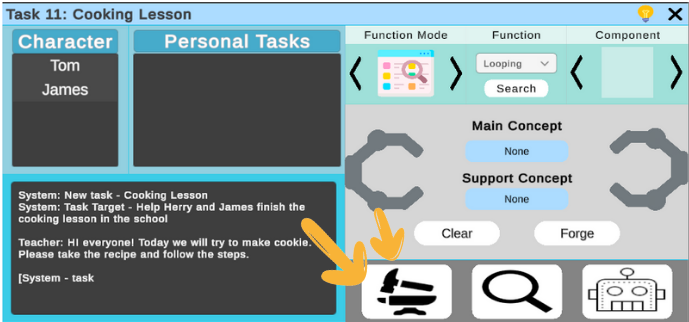 Task 11: Cooking Lesson
Character
Personal Tasks
Tom
James
Function Mode
Function
Component
Looping
Search
Main Concept
None
Support Concept
None
Clear
Forge
System: New task - Cooking Lesson
System: Task Target - Help Herry and James finish the
cooking lesson in the school
Teacher: HI everyone! Today we will try to make cookie.
Please take the recipe and follow the steps.
[System - task